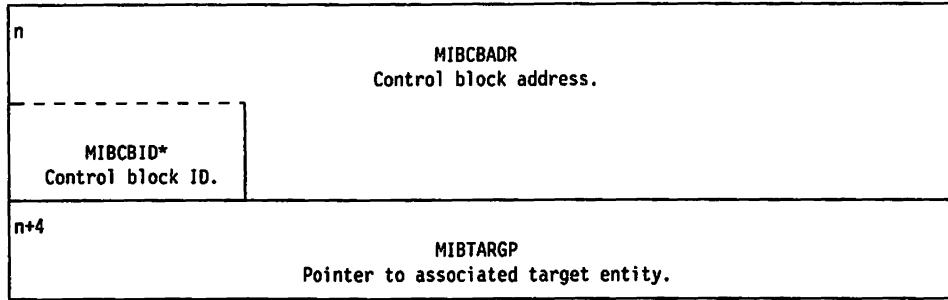 n
MIBCBADR
Control block address.
MIBCBID*
Control block ID.
n+4
MIBTARGP
Pointer to associated target entity.